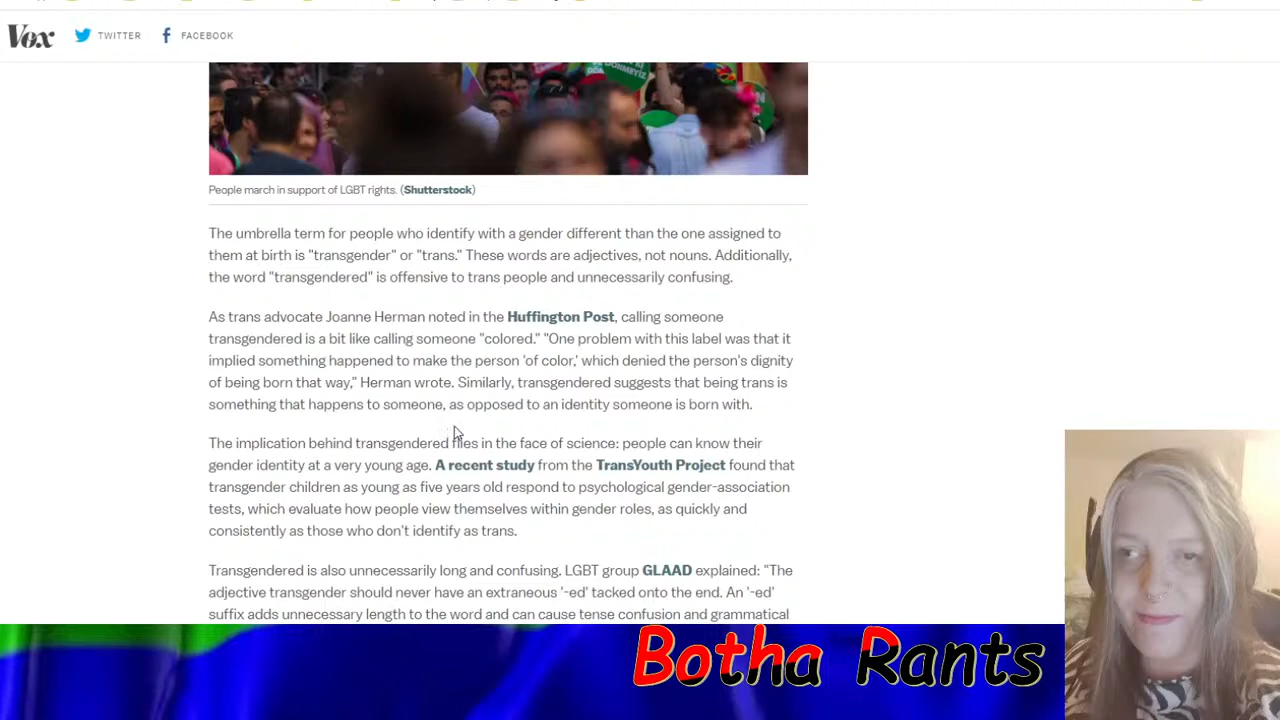 Vox TWITTER FACEBOOK
People march in support of LGBT rights. (Shutterstock)
The umbrella term for people who identify with a gender different than the one assigned to
them at birth is "transgender" or "trans." These words are adjectives, not nouns. Additionally,
the word "transgendered" is offensive to trans people and unnecessarily confusing.
As trans advocate Joanne Herman noted in the Huffington Post, calling someone
transgendered is a bit like calling someone "colored." "One problem with this label was that it
implied something happened to make the person 'of color,' which denied the person's dignity
of being born that way," Herman wrote. Similarly, transgendered suggests that being trans is
something that happens to someone, as opposed to an identity someone is born with.
The implication behind transgendered flies in the face of science: people can know their
gender identity at a very young age. A recent study from the TransYouth Project found that
transgender children as young as five years old respond to psychological gender-association
tests, which evaluate how people view themselves within gender roles, as quickly and
consistently as those who don't identify as trans.
Transgendered is also unnecessarily long and confusing. LGBT group GLAAD explained: "The
adjective transgender should never have an extraneous '-ed' tacked onto the end. An '-ed'
suffix adds unnecessary length to the word and can cause tense confusion and grammatical
Botha Rants